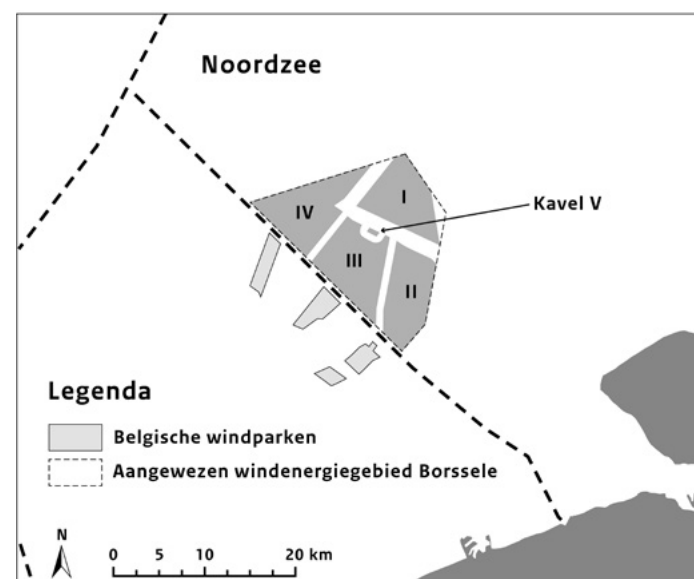 Noordzee
I
IV
Kavel V
III
II
Legenda
Belgische windparken
Aangewezen windenergiegebied Borssele
N
0 5 10 20 km